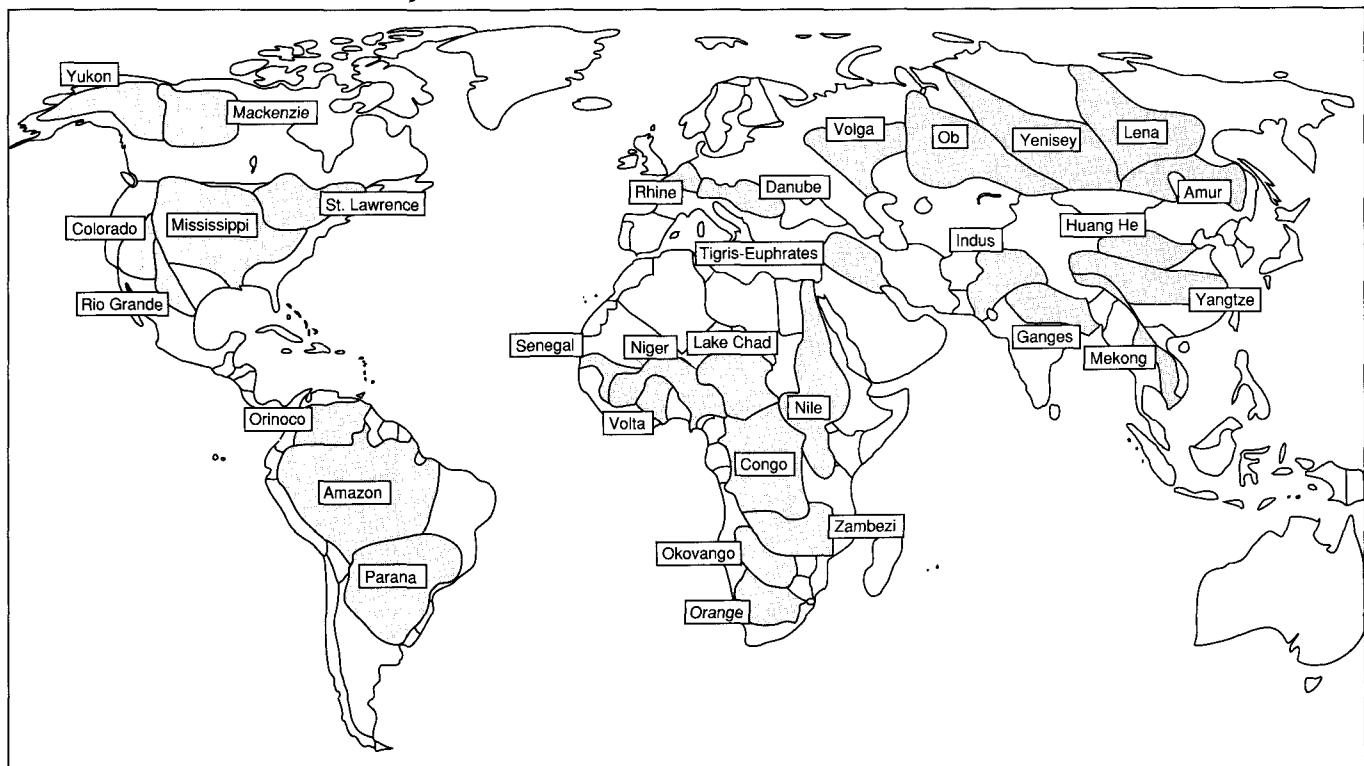 Yukon
Mackenzie
Volga
Ob
Yenisey
Lena
Rhine
Danube
Amur
St. Lawrence
Colorado
Mississippi
Huang He
Indus
Tigris-Euphrates
Rio Grande
Yangtze
Senegal
Niger
Lake Chad
Ganges
Mekong
Orinoco
Volta
Nile
Congo
Amazon
Zambezi
Okovango
Parana
Orange